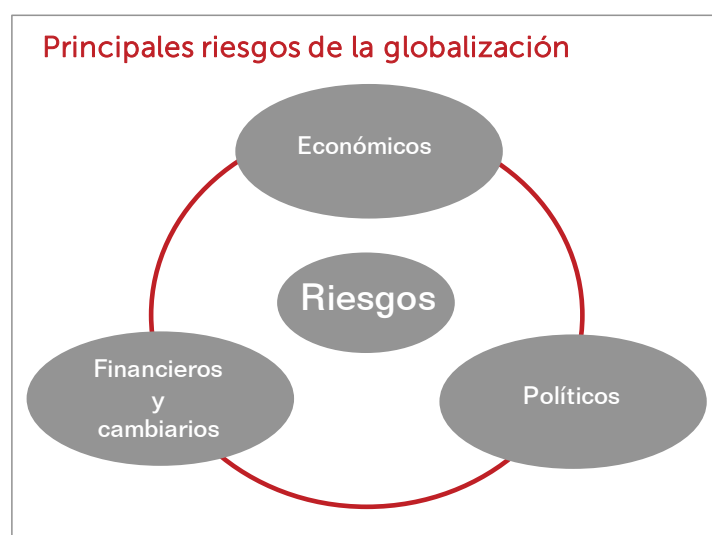 Principales riesgos de la globalización
Económicos
Riesgos
Financieros
y
cambiarios
Políticos